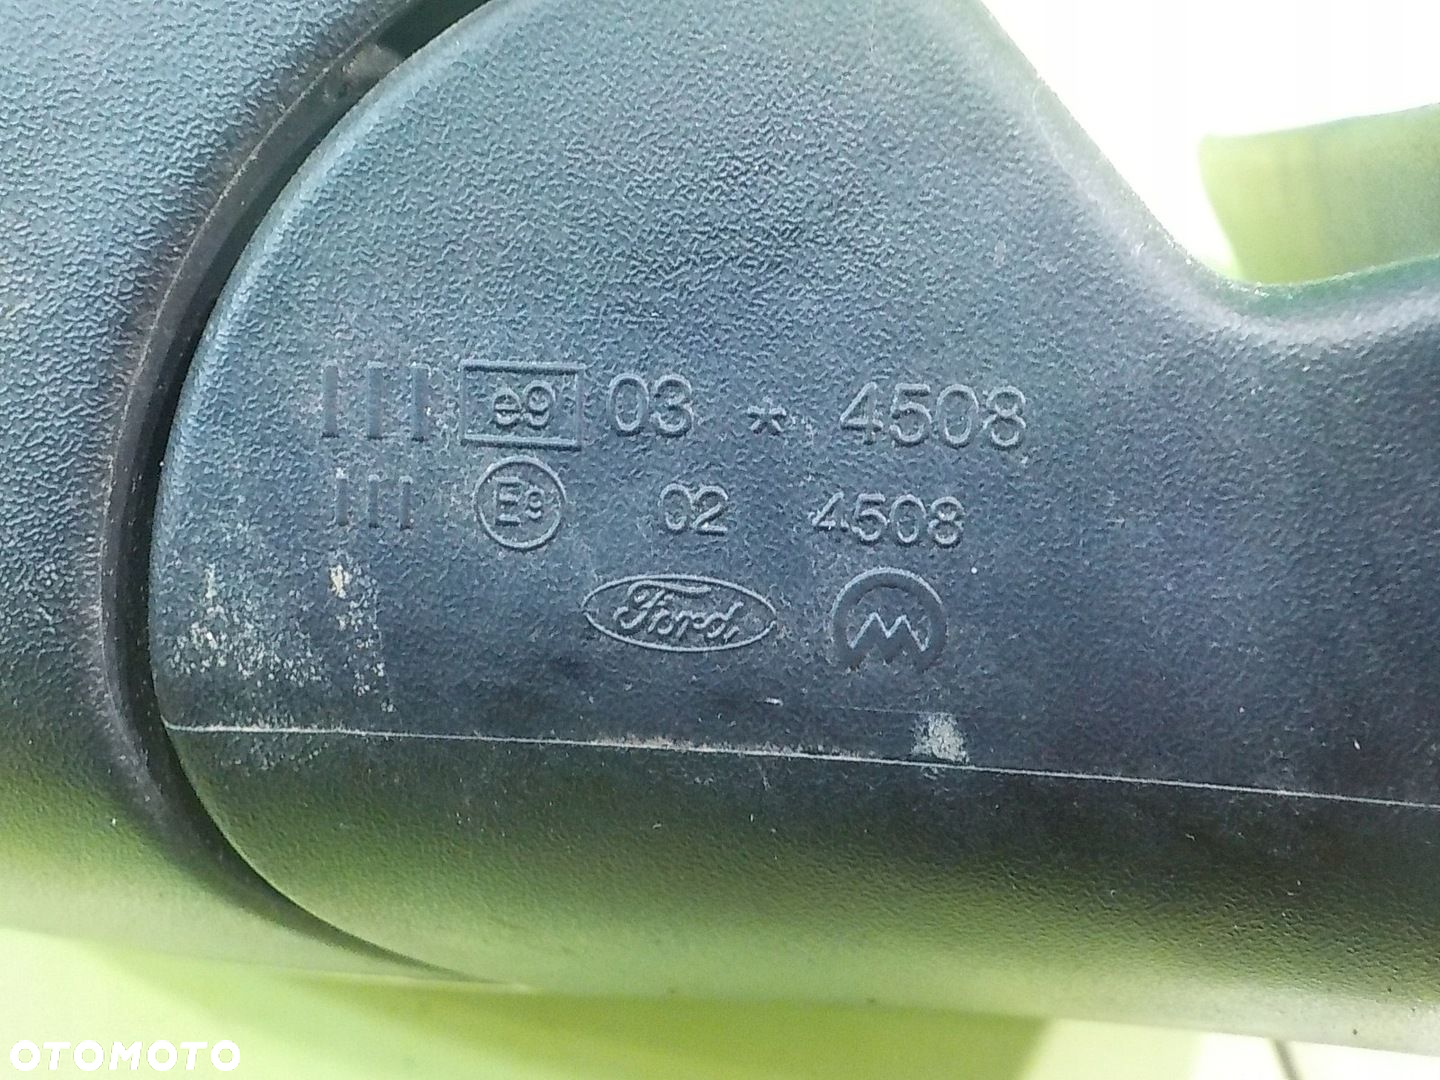 III e9 03 * 4508
III E9 02 4508
Ford
OTOMOTO